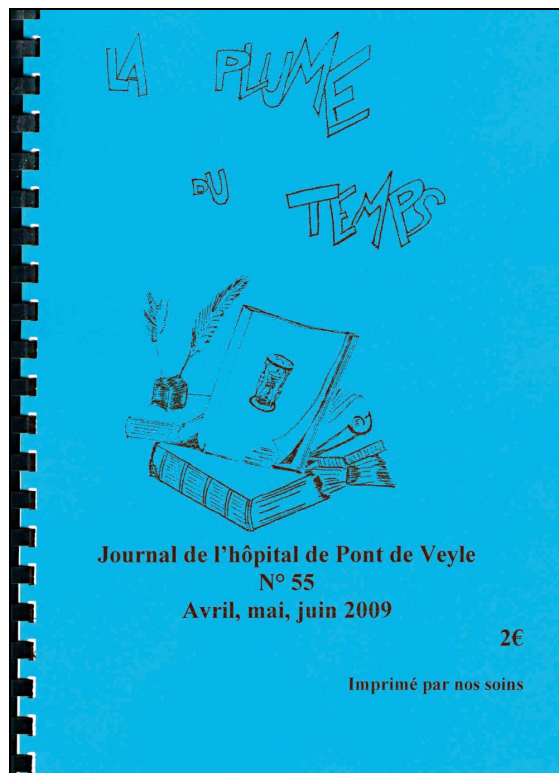 LA PLUME
DU TEMPS
Journal de l'hôpital de Pont de Veyle
N° 55
Avril, mai, juin 2009
2€
Imprimé par nos soins